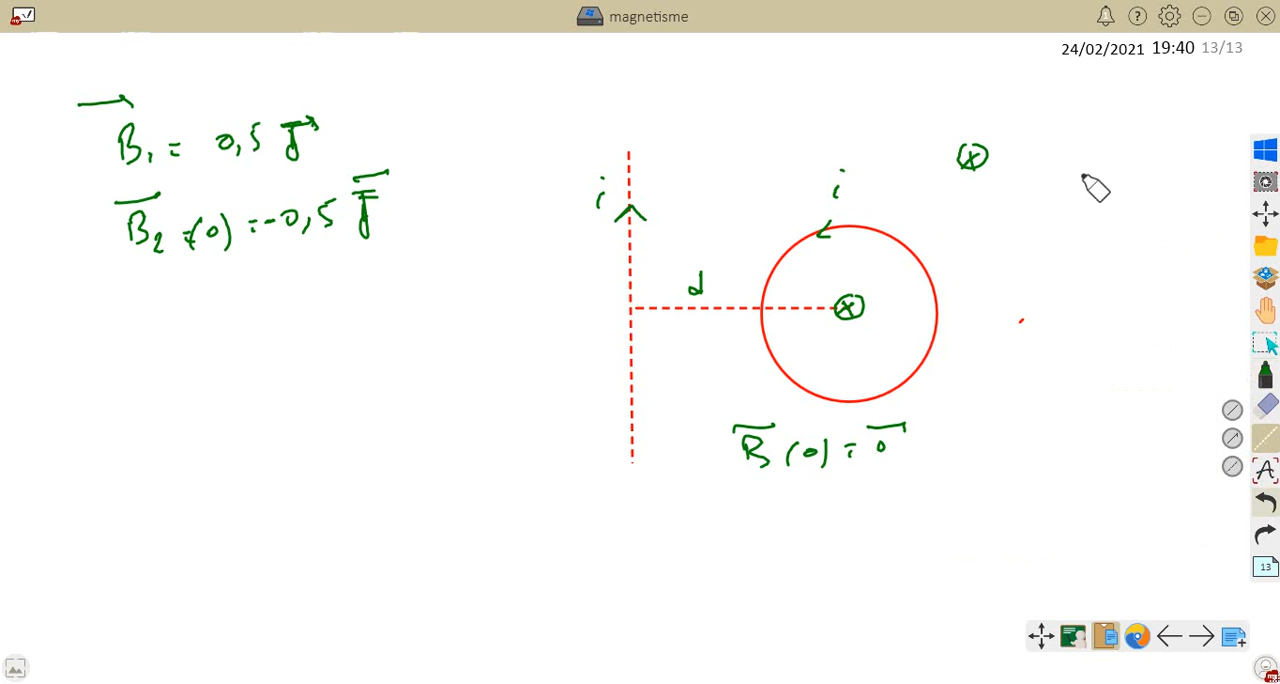 magnetisme
24/02/2021 19:40 13/13
B₁ = 0,5 J
B₂ =(0) = -0,5 J
i
i
d
B (0) = 0
A
13